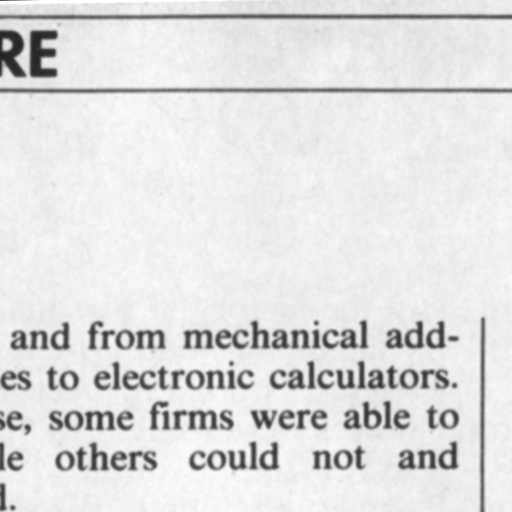 RE
and from mechanical add-
es to electronic calculators.
se, some firms were able to
le others could not and
d.